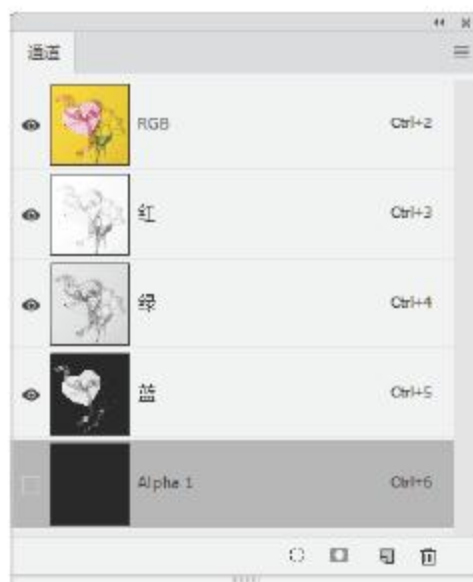 通道
RGB Ctrl+2
红 Ctrl+3
绿 Ctrl+4
蓝 Ctrl+5
Alpha 1 Ctrl+6